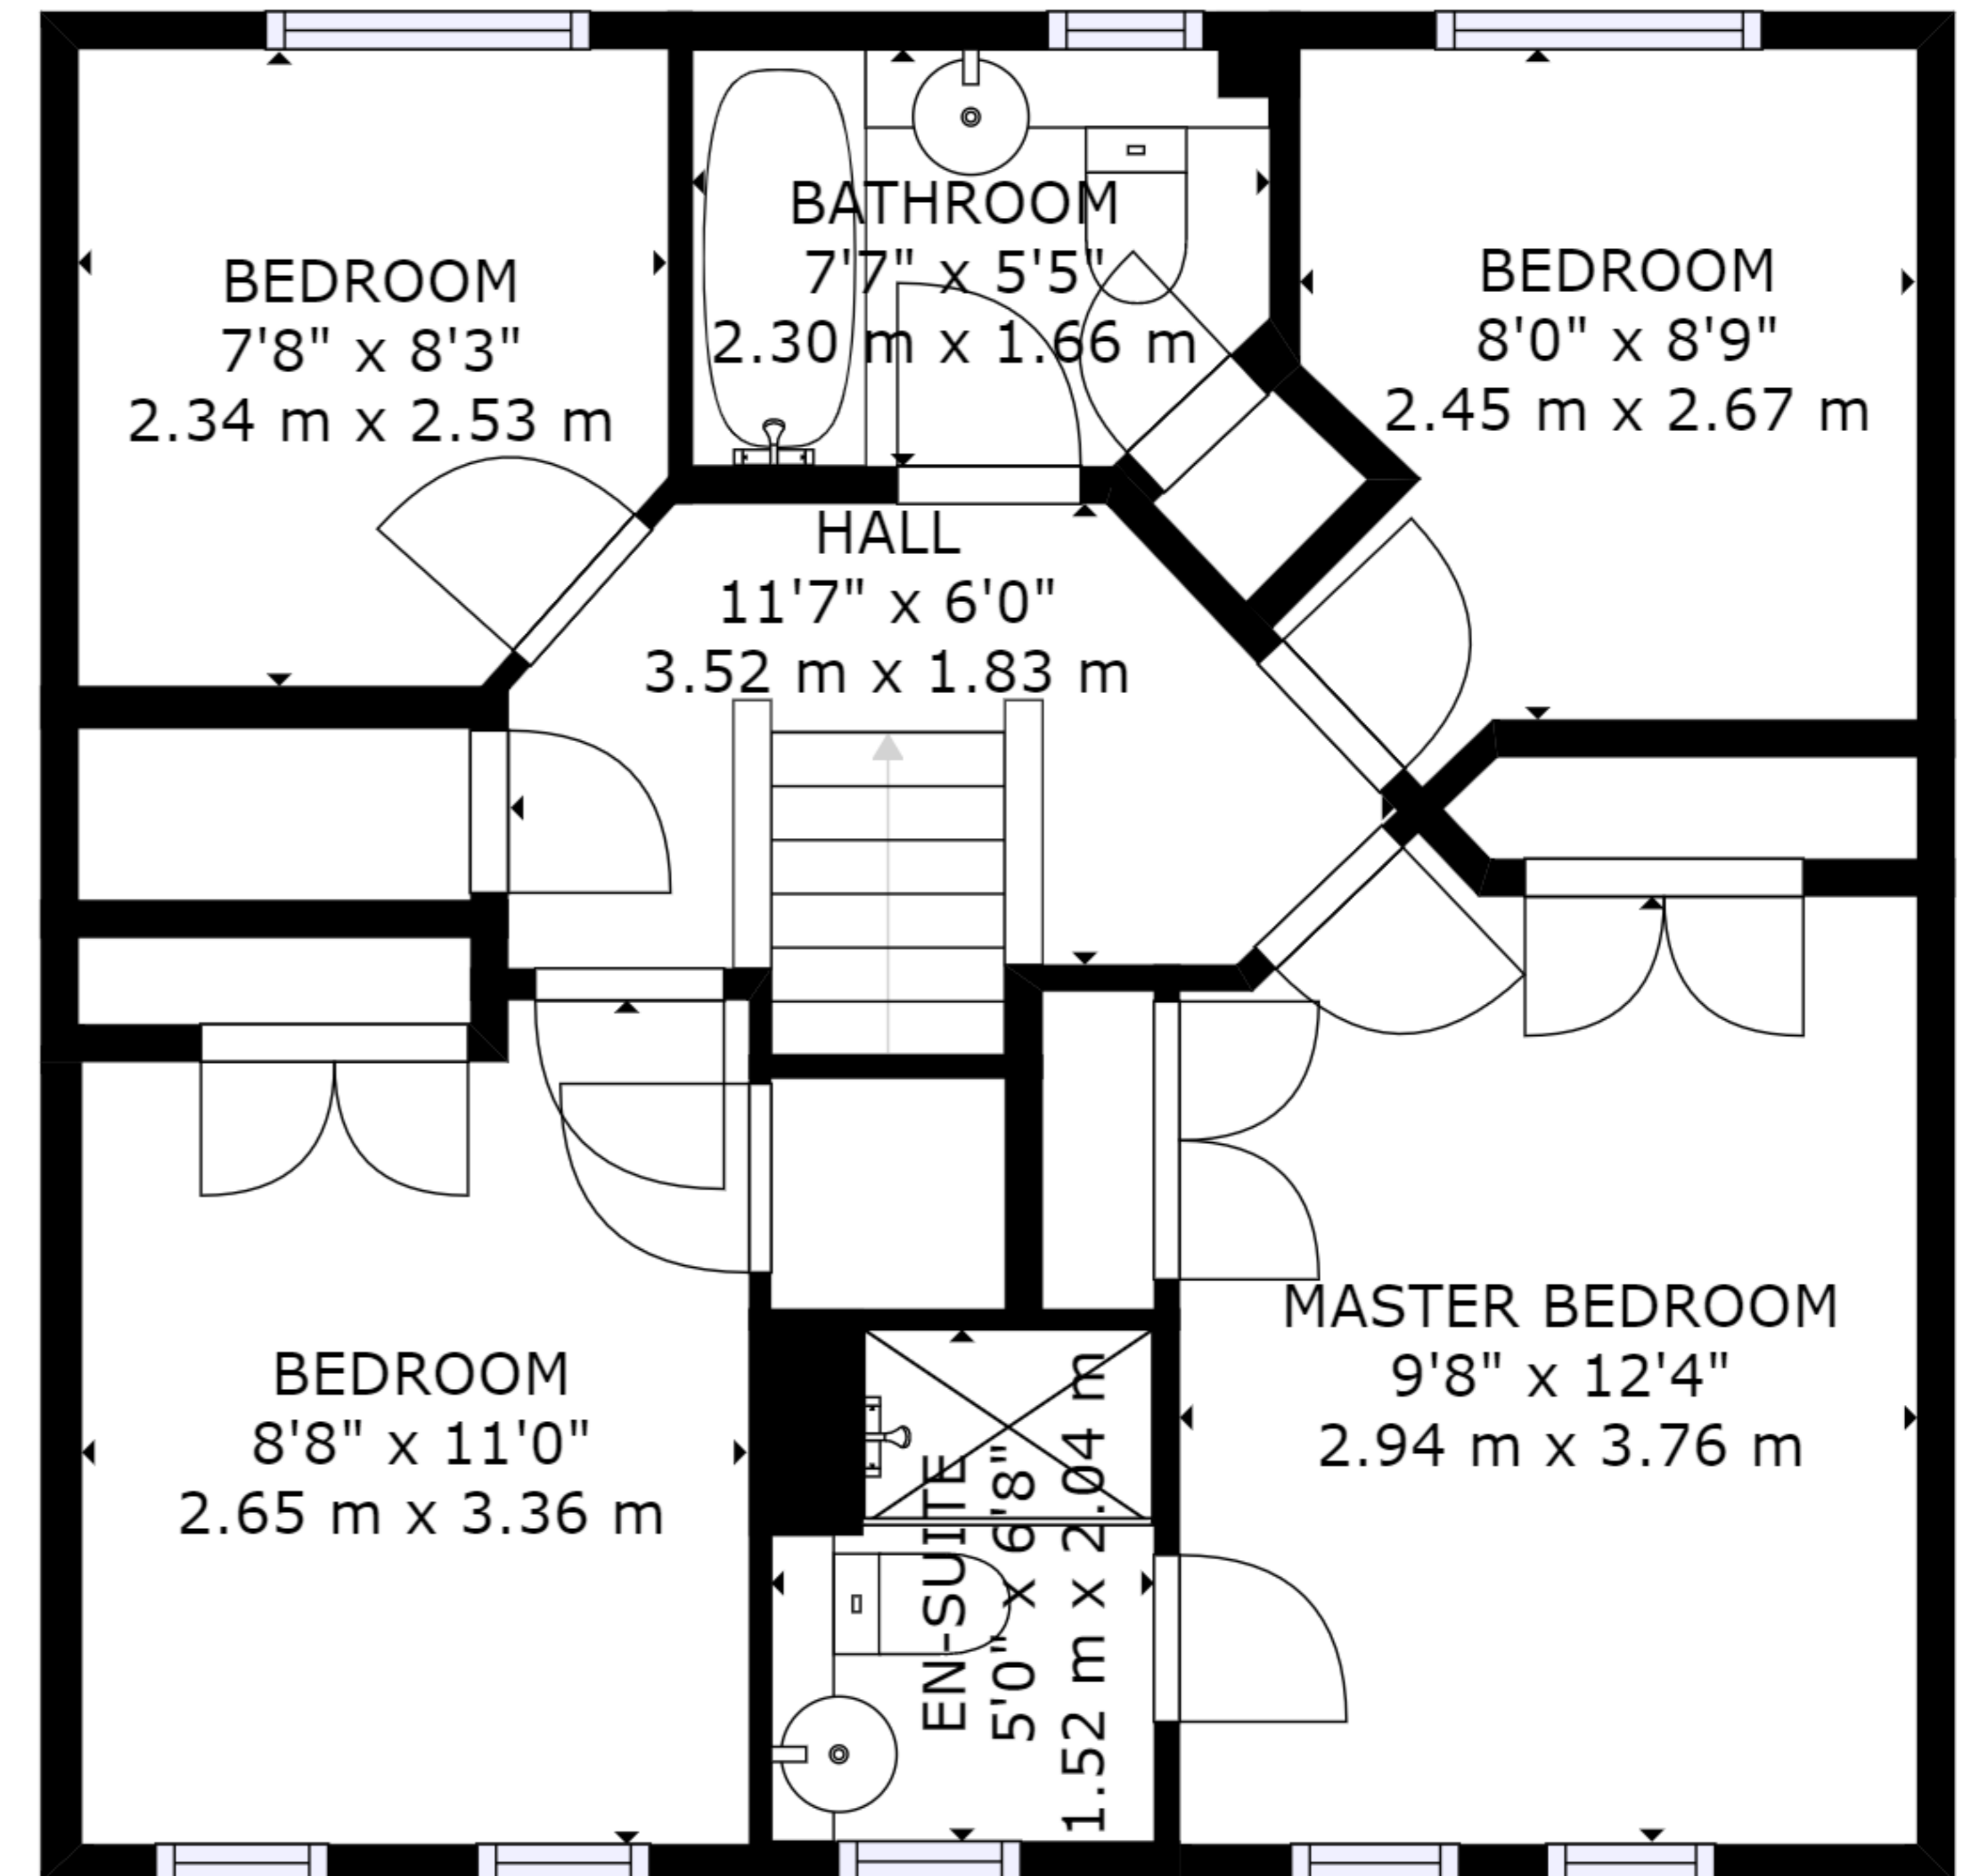 BEDROOM
7'8" x 8'3"
2.34 m x 2.53 m
BATHROOM
7'7" x 5'5"
2.30 m x 1.66 m
BEDROOM
8'0" x 8'9"
2.45 m x 2.67 m
HALL
11'7" x 6'0"
3.52 m x 1.83 m
BEDROOM
8'8" x 11'0"
2.65 m x 3.36 m
EN-SUITE
5'0" x 6'8"
1.52 m x 2.04 m
MASTER BEDROOM
9'8" x 12'4"
2.94 m x 3.76 m